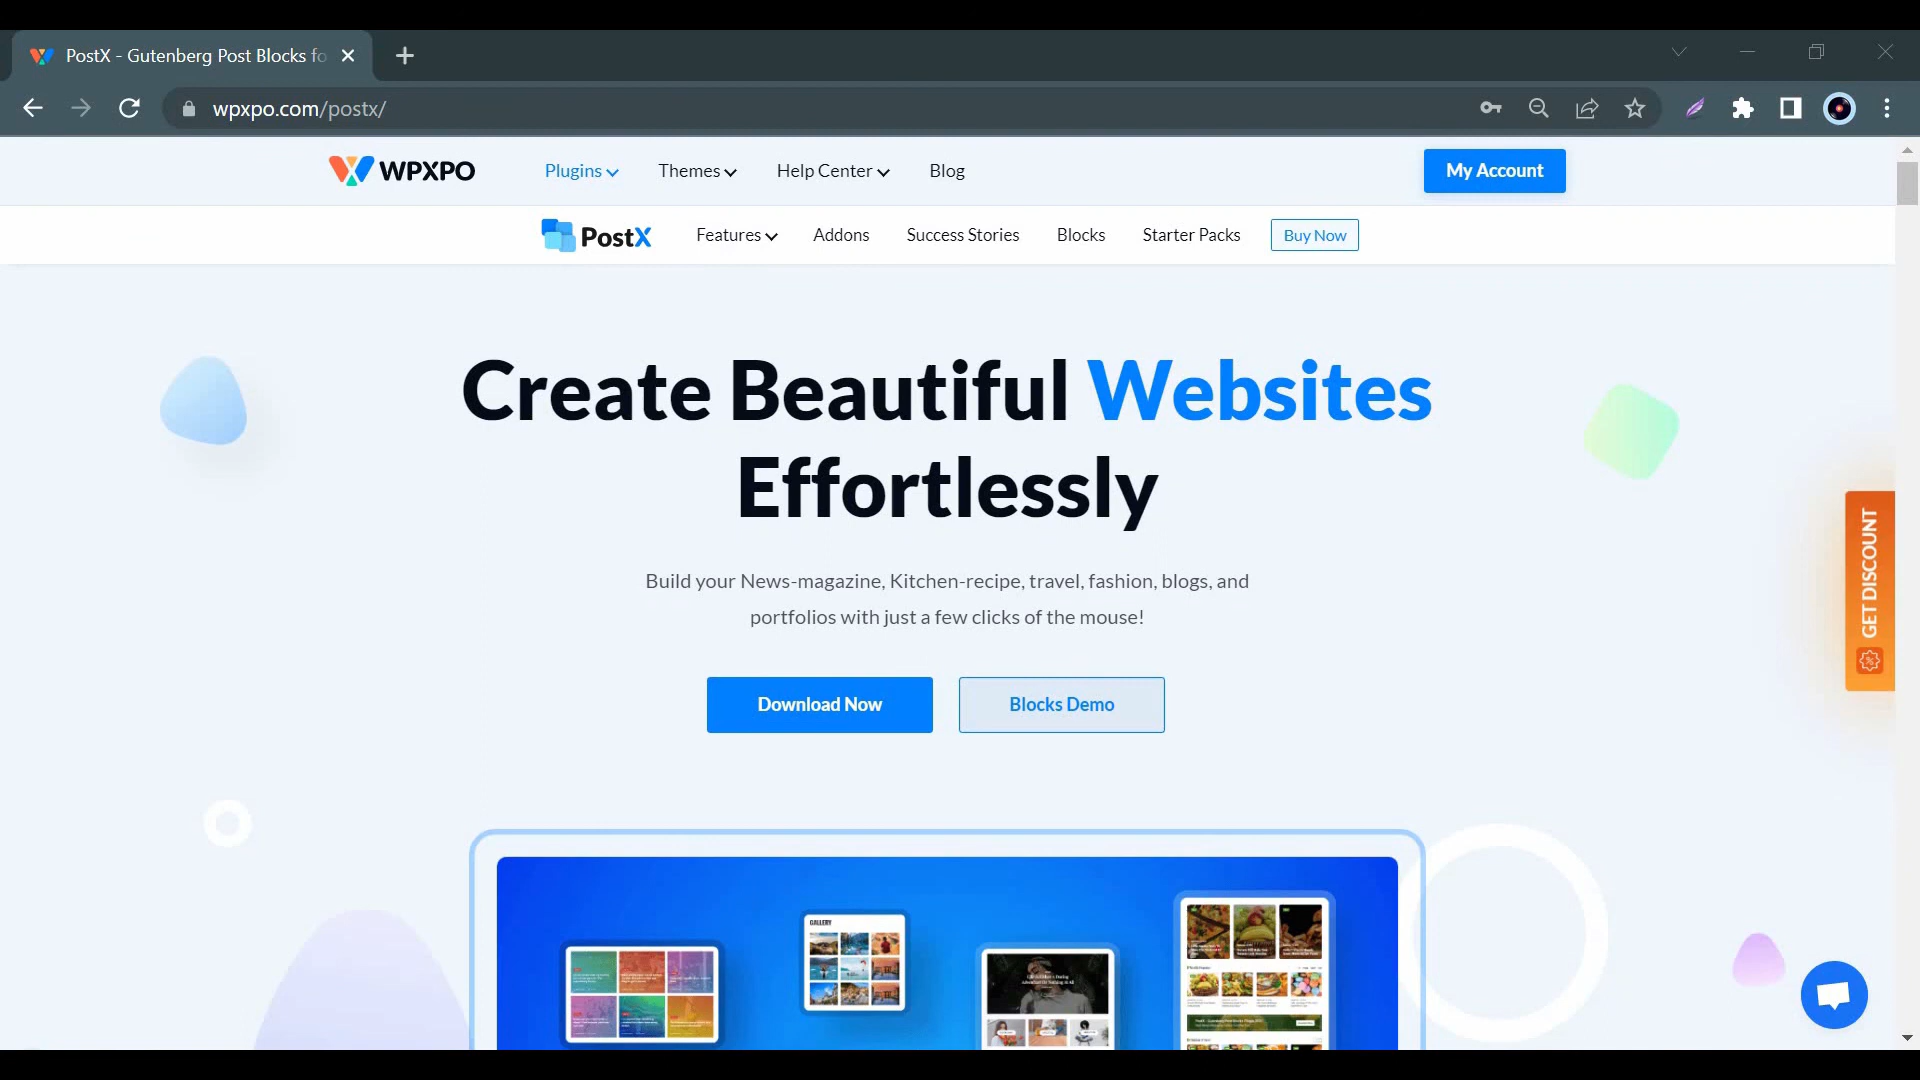 PostX - Gutenberg Post Blocks fo
wpxpo.com/postx/
WPXPO
Plugins
Themes
Help Center
Blog
My Account
PostX
Features
Addons
Success Stories
Blocks
Starter Packs
Buy Now
Create Beautiful Websites
Effortlessly
Build your News-magazine, Kitchen-recipe, travel, fashion, blogs, and
portfolios with just a few clicks of the mouse!
Download Now
Blocks Demo
GET DISCOUNT
GALLERY